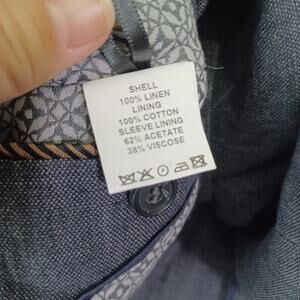 SHELL
100% LINEN
LINING
100% COTTON
SLEEVE LINING
62% ACETATE
38% VISCOSE